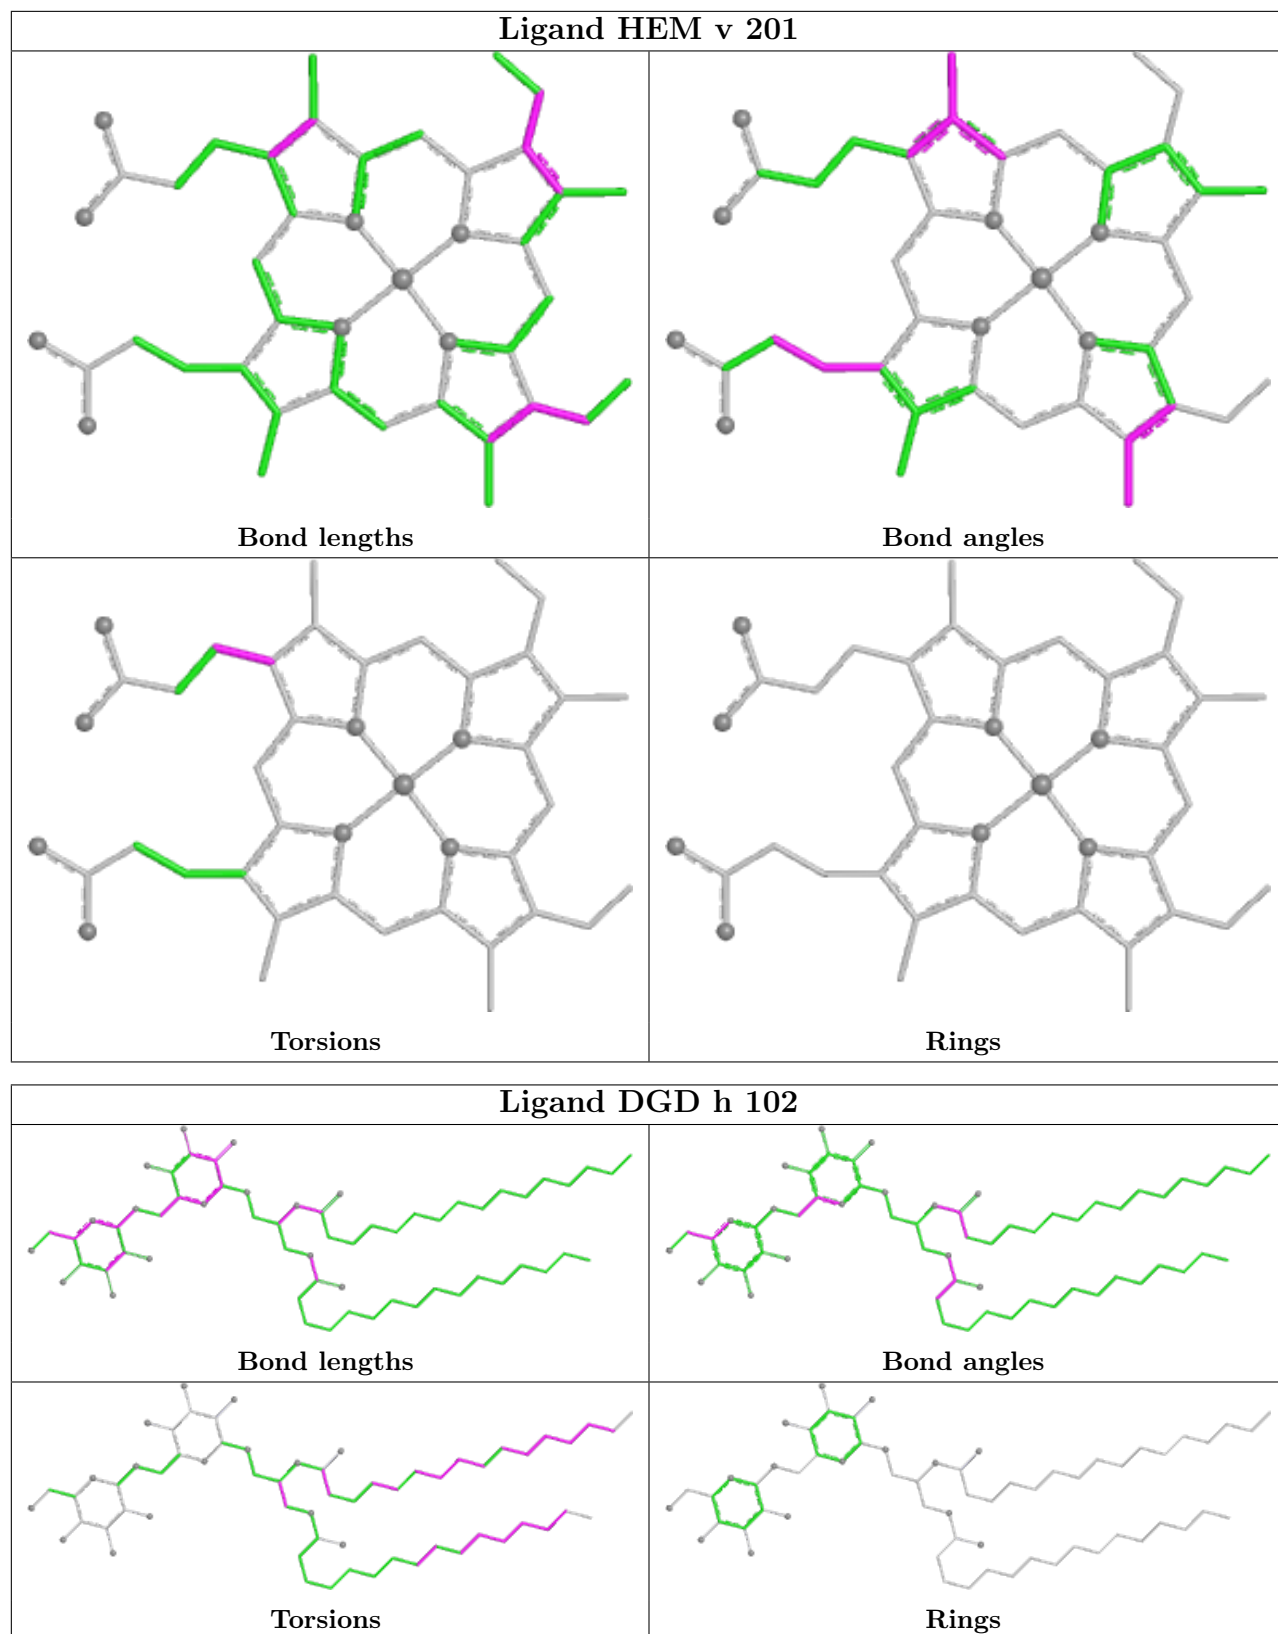 Ligand HEM v 201
Bond lengths
Bond angles
Torsions
Rings
Ligand DGD h 102
Bond lengths
Bond angles
Torsions
Rings